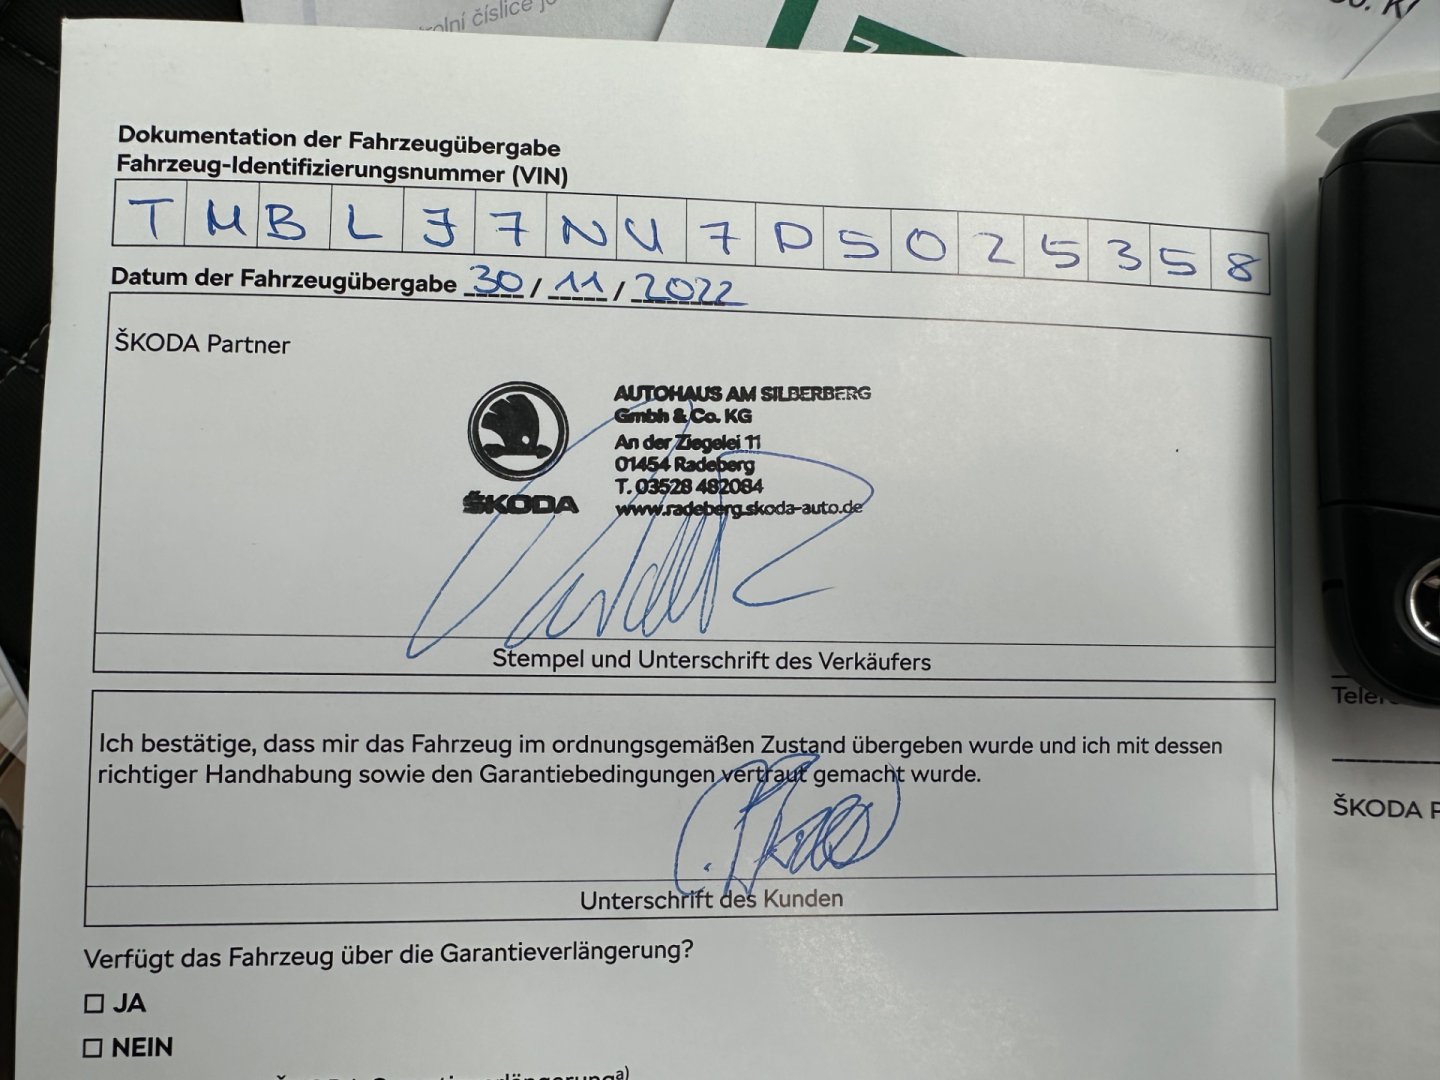 olní číslice j
Dokumentation der Fahrzeugübergabe
Fahrzeug-Identifizierungsnummer (VIN)
T M B L J 7 N U 7 P 5 0 2 5 3 5 8
Datum der Fahrzeugübergabe 30 / 11 / 2022
ŠKODA Partner
AUTOHAUS AM SILBERBERG
Gmbh & Co. KG
An der Ziegelei 11
01454 Radeberg
T. 03528 482084
www.radeberg.skoda-auto.de
ŠKODA
Stempel und Unterschrift des Verkäufers
Ich bestätige, dass mir das Fahrzeug im ordnungsgemäßen Zustand übergeben wurde und ich mit dessen
richtiger Handhabung sowie den Garantiebedingungen vertraut gemacht wurde.
Unterschrift des Kunden
Verfügt das Fahrzeug über die Garantieverlängerung?
JA
NEIN
Telef
ŠKODA P